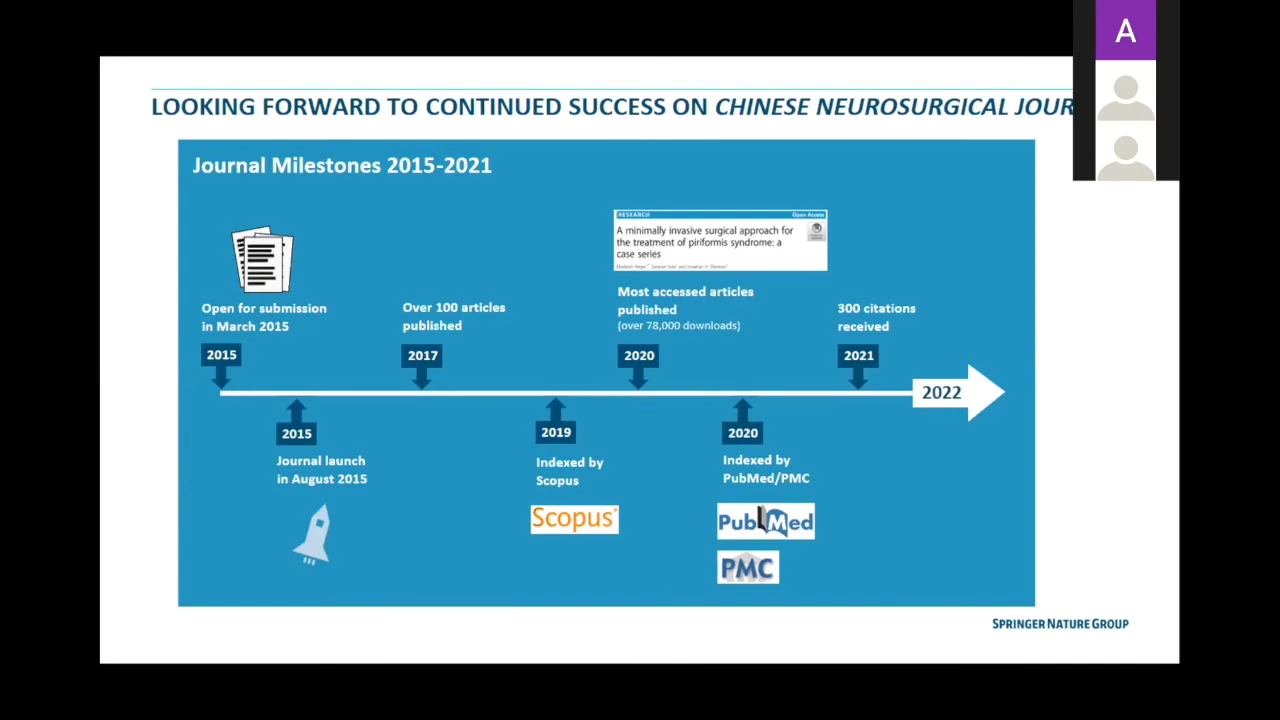 A
LOOKING FORWARD TO CONTINUED SUCCESS ON CHINESE NEUROSURGICAL JOUR
Journal Milestones 2015-2021
RESEARCH
Open Access
A minimally invasive surgical approach for
the treatment of piriformis syndrome: a
case series
Open for submission
in March 2015
Over 100 articles
published
Most accessed articles
published
(over 78,000 downloads)
300 citations
received
2015
2017
2020
2021
2022
2015
2019
2020
Journal launch
in August 2015
Indexed by
Scopus
Indexed by
PubMed/PMC
Scopus
PubMed
PMC
SPRINGER NATURE GROUP